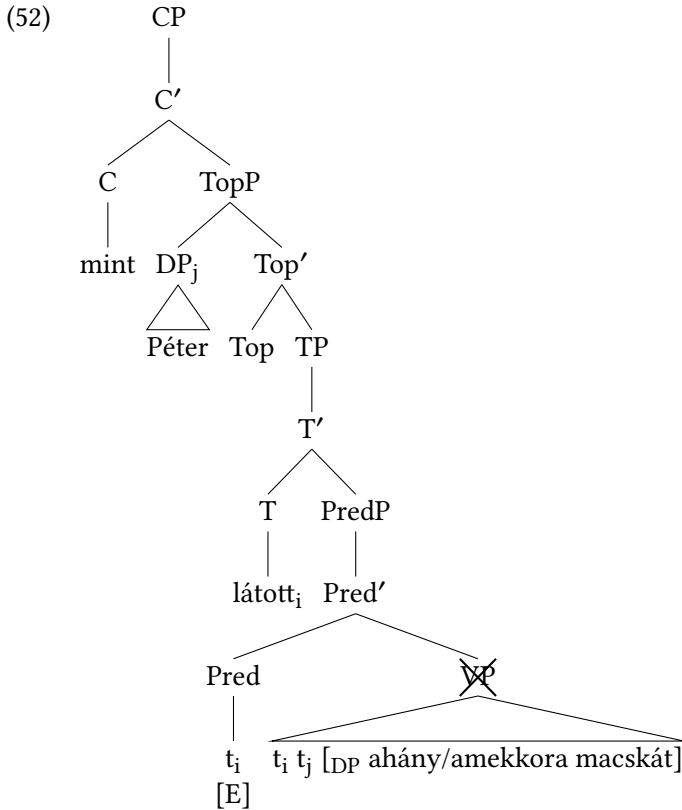 (52) CP
C′
C TopP
mint DPj Top′
Péter Top TP
T′
T PredP
látotti Pred′
Pred VP
ti ti tj [DP ahány/amekkora macskát]
[E]